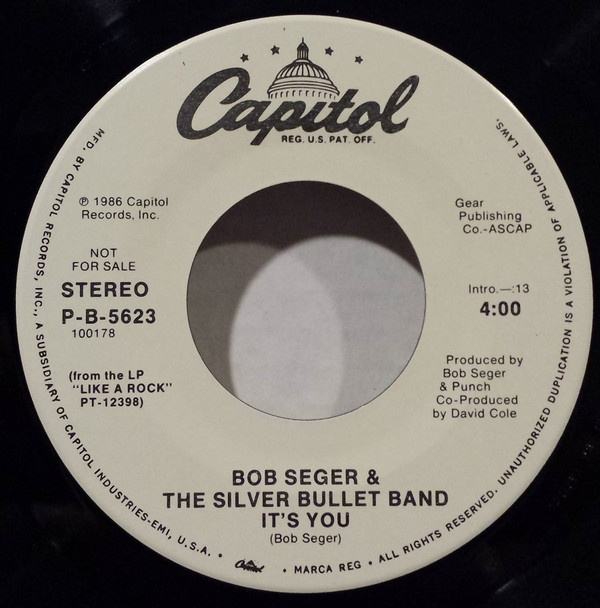 Capitol
REG. U.S. PAT. OFF.
℗ 1986 Capitol
Records, Inc.
NOT
FOR SALE
STEREO
P-B-5623
100178
(from the LP
"LIKE A ROCK"
PT-12398)
Gear
Publishing
Co.-ASCAP
Intro.—:13
4:00
Produced by
Bob Seger
& Punch
Co-Produced
by David Cole
BOB SEGER &
THE SILVER BULLET BAND
IT'S YOU
(Bob Seger)
MFD. BY CAPITOL RECORDS, INC., A SUBSIDIARY OF CAPITOL INDUSTRIES-EMI, U.S.A. • Capitol • MARCA REG • ALL RIGHTS RESERVED. UNAUTHORIZED DUPLICATION IS A VIOLATION OF APPLICABLE LAWS.